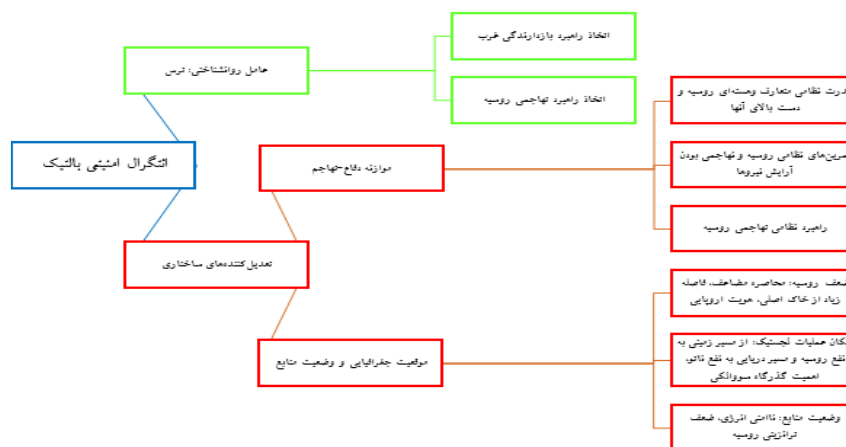 اتخاذ راهبرد بازدارندگی غرب
عامل روانشناختی: ترس
اتخاذ راهبرد تهاجمی روسیه
درت نظامی متعارف وهسته‌ای روسیه و
دست بالای آنها
انتگرال امنیتی بالتیک
موازنه دفاع-تهاجم
مرین‌های نظامی روسیه و تهاجمی بودن
آرایش نیروها
راهبرد نظامی تهاجمی روسیه
تعدیل‌کننده‌های ساختاری
ضعف روسیه: محاصره مضاعف، فاصله
زیاد از خاک اصلی، هویت اروپایی
موقعیت جغرافیایی و وضعیت منابع
کان عملیات لجستیک: از مسیر زمینی به
نفع روسیه و مسیر دریایی به نفع ناتو،
اهمیت گذرگاه سووالکی
وضعیت منابع: ناامنی انرژی، ضعف
ترانزیتی روسیه